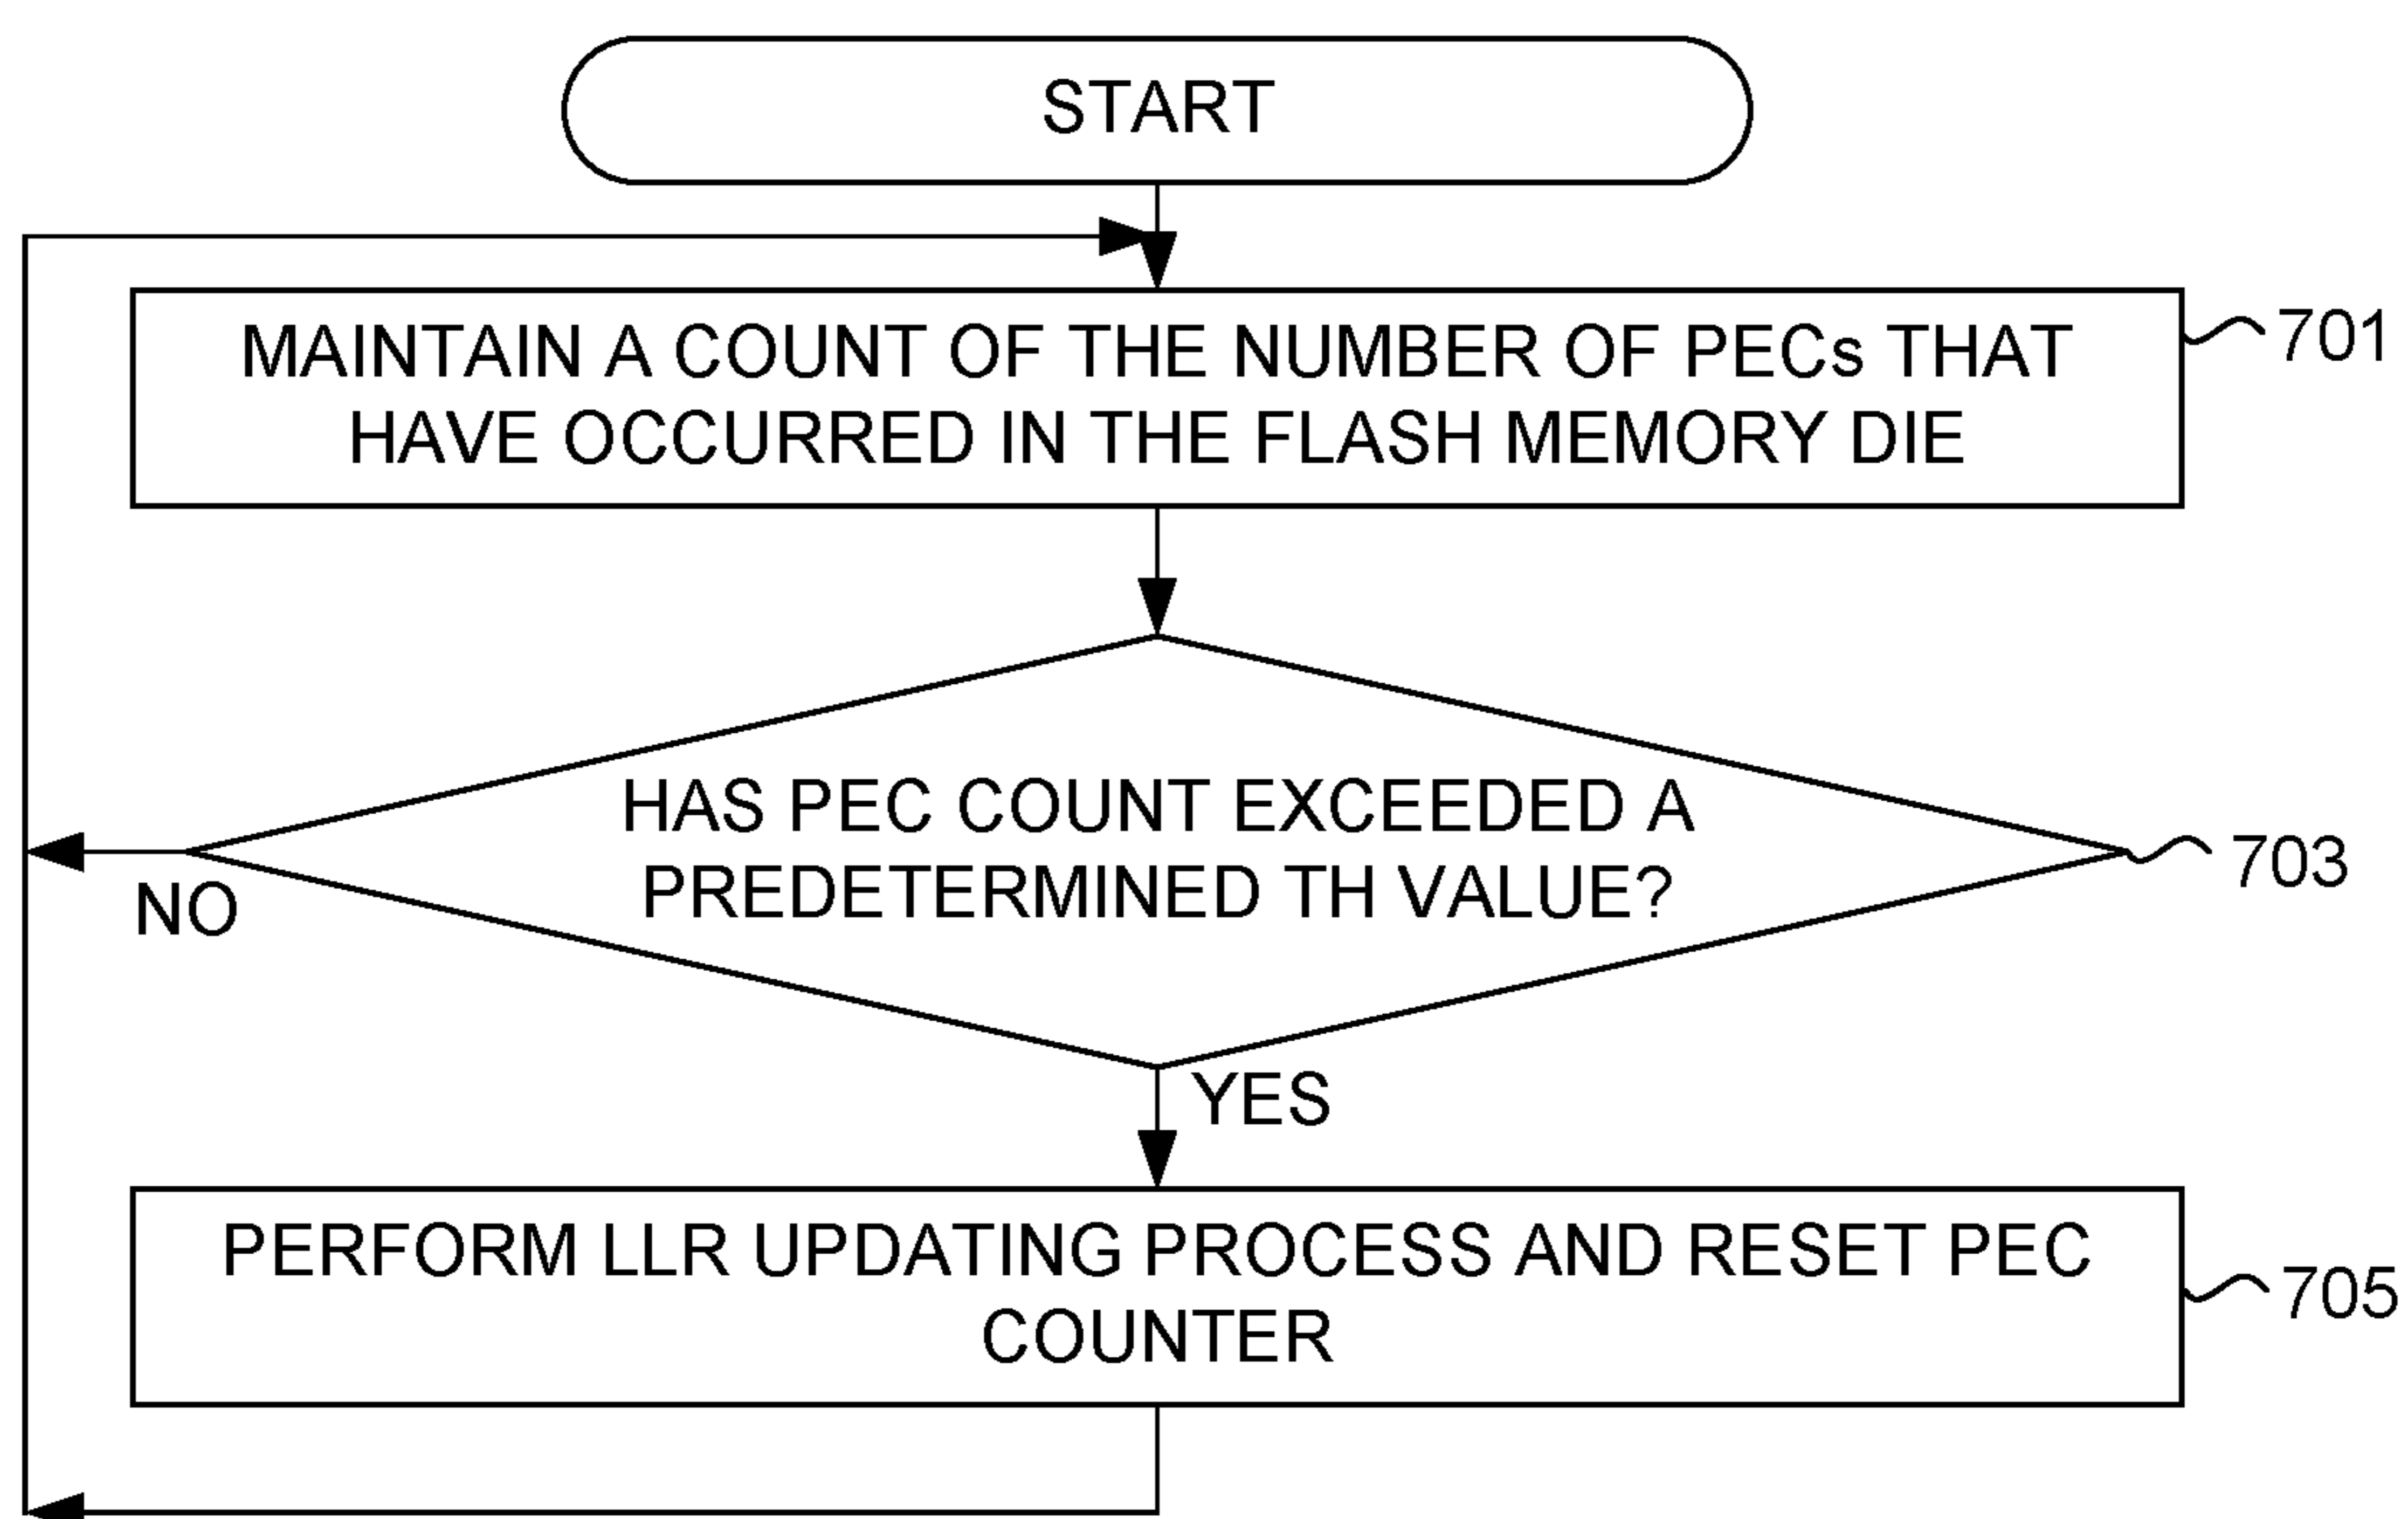 START
MAINTAIN A COUNT OF THE NUMBER OF PECs THAT
HAVE OCCURRED IN THE FLASH MEMORY DIE
701
HAS PEC COUNT EXCEEDED A
PREDETERMINED TH VALUE?
703
NO
YES
PERFORM LLR UPDATING PROCESS AND RESET PEC
COUNTER
705